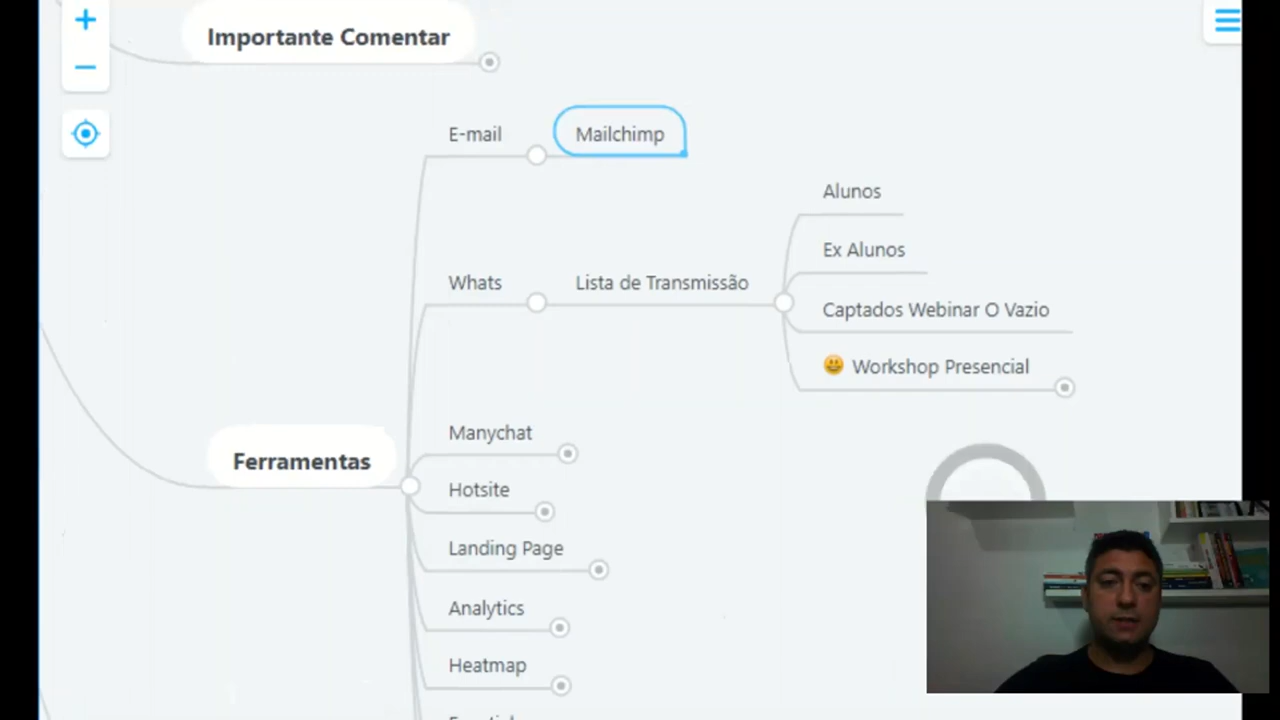 Importante Comentar
E-mail
Mailchimp
Alunos
Ex Alunos
Whats
Lista de Transmissão
Captados Webinar O Vazio
Workshop Presencial
Manychat
Ferramentas
Hotsite
Landing Page
Analytics
Heatmap